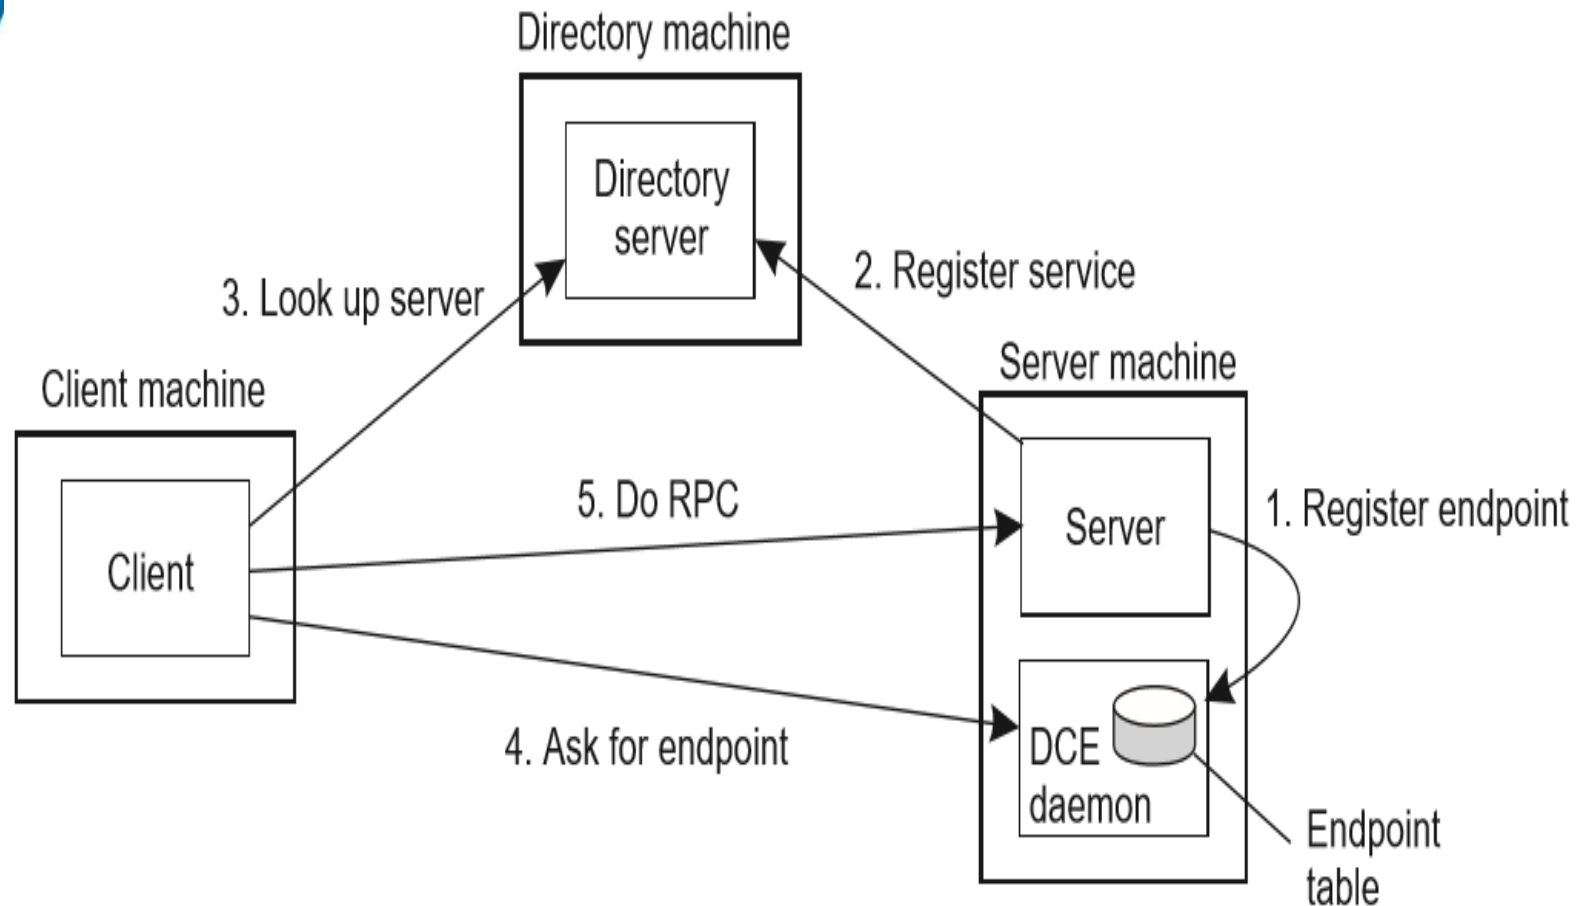 Directory machine
Directory
server
3. Look up server
2. Register service
Client machine
Server machine
Client
5. Do RPC
Server
1. Register endpoint
4. Ask for endpoint
DCE
daemon
Endpoint
table